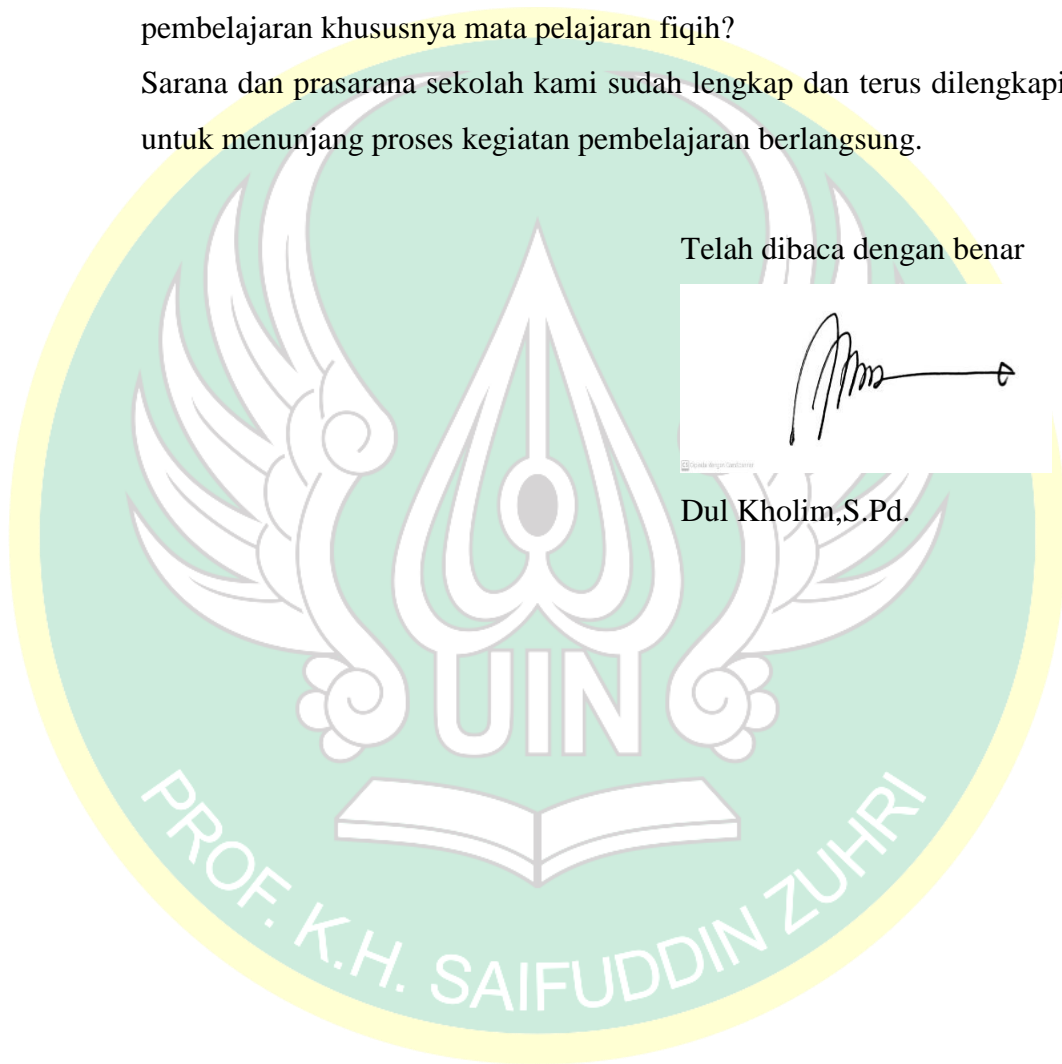 pembelajaran khususnya mata pelajaran fiqih?
Sarana dan prasarana sekolah kami sudah lengkap dan terus dilengkapi
untuk menunjang proses kegiatan pembelajaran berlangsung.
Telah dibaca dengan benar
Dul Kholim,S.Pd.
UIN
PROF. K.H. SAIFUDDIN ZUHRI